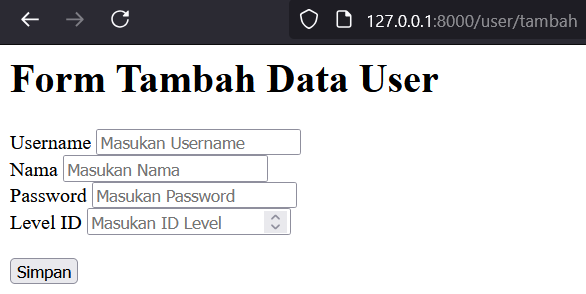 127.0.0.1:8000/user/tambah
Form Tambah Data User
Username Masukan Username
Nama Masukan Nama
Password Masukan Password
Level ID Masukan ID Level
Simpan